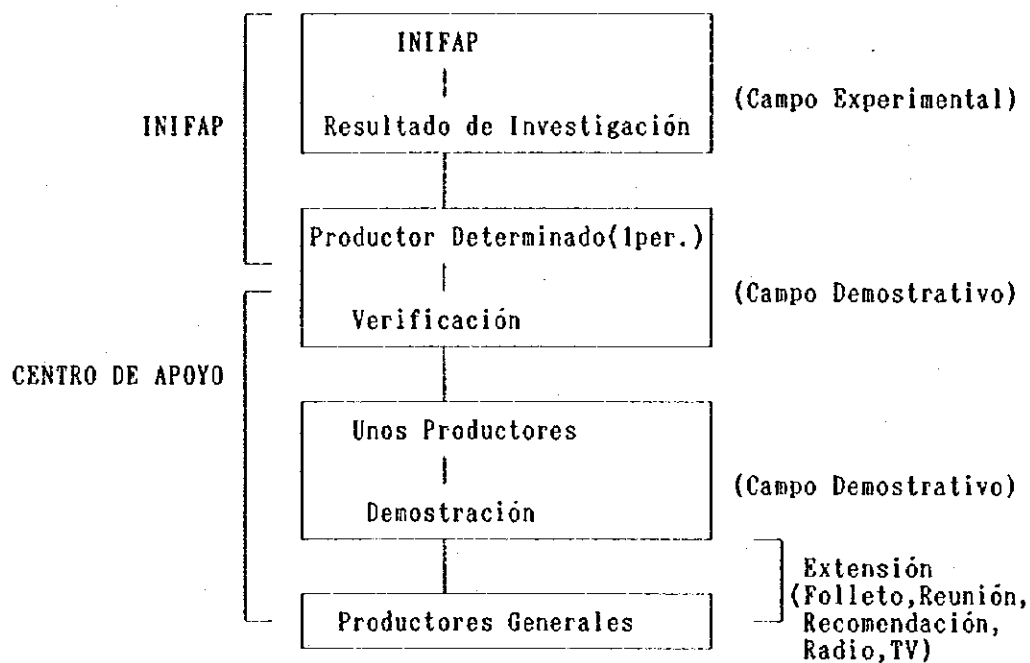 INIFAP
(Campo Experimental)
INIFAP
Resultado de Investigación
Productor Determinado(1per.)
(Campo Demostrativo)
Verificación
CENTRO DE APOYO
Unos Productores
(Campo Demostrativo)
Demostración
Extensión
(Folleto,Reunión,
Productores Generales
Recomendación,
Radio,TV)